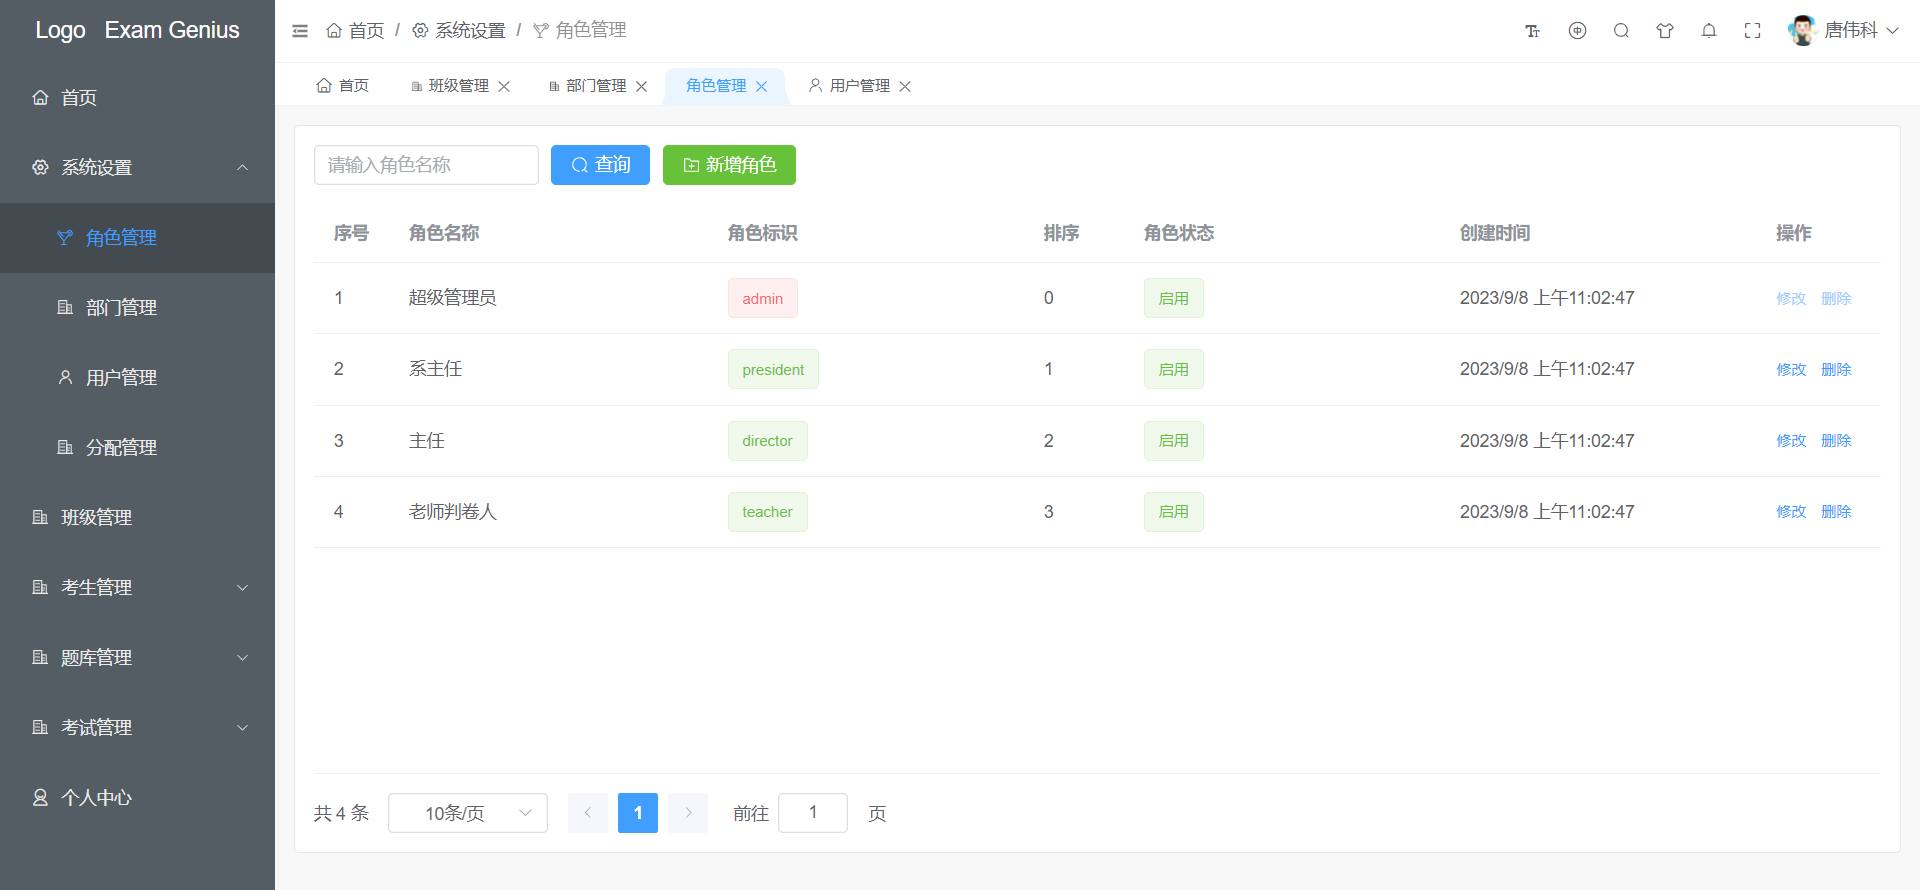 Logo Exam Genius
首页
系统设置
角色管理
部门管理
用户管理
分配管理
班级管理
考生管理
题库管理
考试管理
个人中心
首页 / 系统设置 / 角色管理
唐伟科
首页 班级管理 部门管理 角色管理 用户管理
请输入角色名称 查询 新增角色
序号 角色名称 角色标识 排序 角色状态 创建时间 操作
1 超级管理员 admin 0 启用 2023/9/8 上午11:02:47 修改 删除
2 系主任 president 1 启用 2023/9/8 上午11:02:47 修改 删除
3 主任 director 2 启用 2023/9/8 上午11:02:47 修改 删除
4 老师判卷人 teacher 3 启用 2023/9/8 上午11:02:47 修改 删除
共 4 条 10条/页 1 前往 1 页